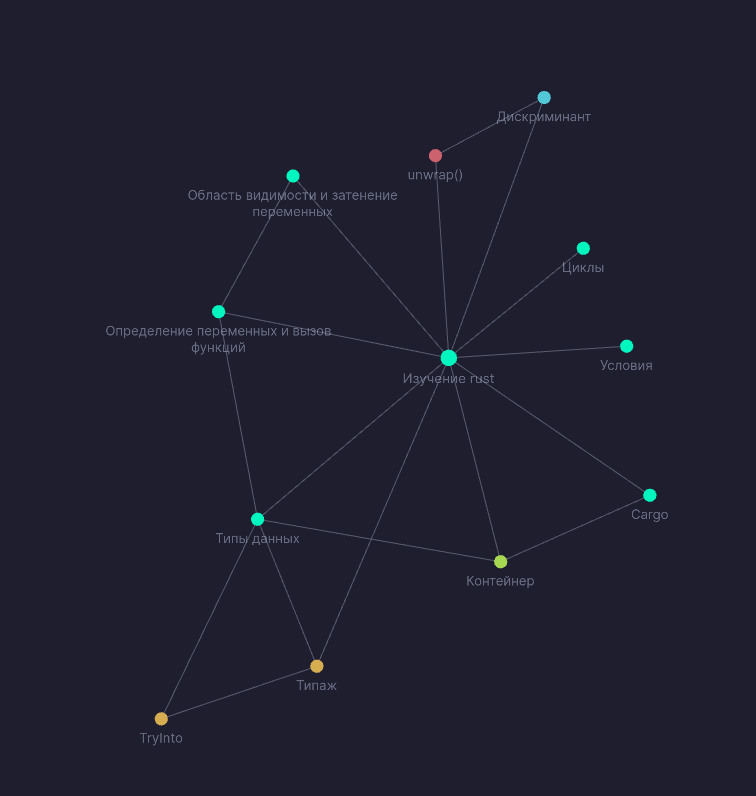 Дискриминант
unwrap()
Область видимости и затенение
переменных
Циклы
Определение переменных и вызов
функций
Условия
Изучение rust
Cargo
Типы данных
Контейнер
Типаж
TryInto